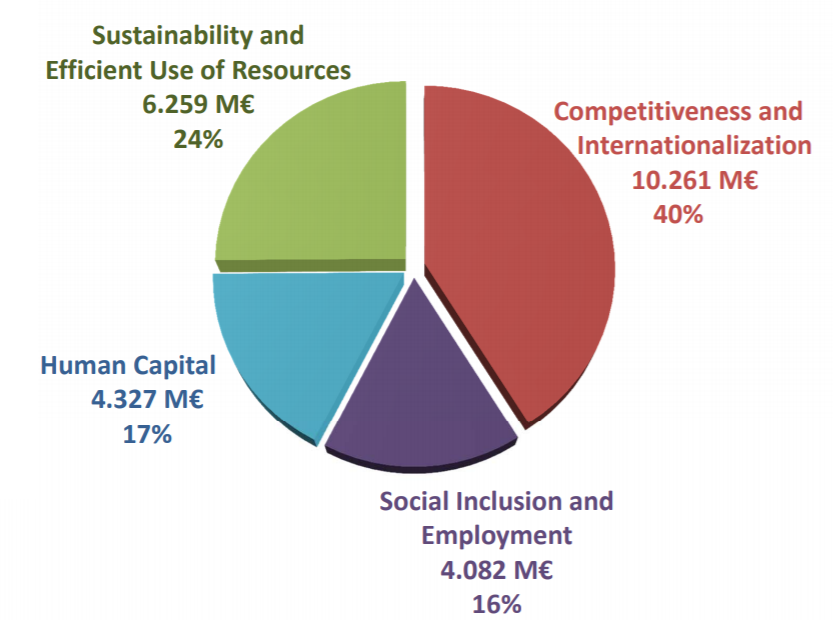 Sustainability and
Efficient Use of Resources
6.259 M€
24%
Competitiveness and
Internationalization
10.261 M€
40%
Human Capital
4.327 M€
17%
Social Inclusion and
Employment
4.082 M€
16%